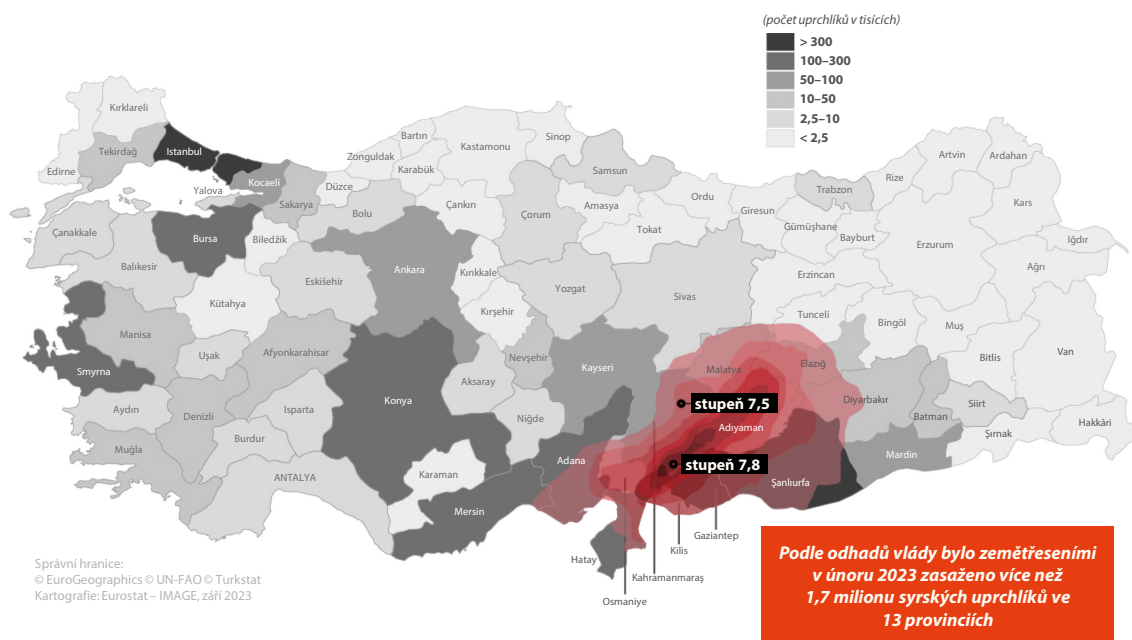 (počet uprchlíků v tisících)
> 300
100–300
50–100
10–50
2,5–10
< 2,5
Kırklareli
Edirne
Tekirdağ
Istanbul
Kocaeli
Yalova
Sakarya
Düzce
Zonguldak
Bartın
Karabük
Kastamonu
Sinop
Samsun
Bolu
Çankırı
Çorum
Amasya
Ordu
Giresun
Trabzon
Rize
Artvin
Ardahan
Kars
Tokat
Gümüşhane
Bayburt
Erzurum
Iğdır
Ağrı
Çanakkale
Bursa
Biledžik
Balıkesir
Eskişehir
Ankara
Kırıkkale
Yozgat
Sivas
Erzincan
Tunceli
Bingöl
Muş
Bitlis
Van
Kütahya
Kırşehir
Manisa
Uşak
Afyonkarahisar
Nevşehir
Kayseri
Malatya
Elazığ
Smyrna
Konya
Aksaray
Niğde
stupeň 7,5
Adıyaman
Diyarbakır
Batman
Siirt
Şırnak
Hakkâri
Aydın
Denizli
Isparta
Burdur
Muğla
ANTALYA
Karaman
Mersin
Adana
stupeň 7,8
Şanlıurfa
Mardin
Hatay
Osmaniye
Kahramanmaraş
Kilis
Gaziantep
Správní hranice:
© EuroGeographics © UN-FAO © Turkstat
Kartografie: Eurostat – IMAGE, září 2023
Podle odhadů vlády bylo zemětřeseními
v únoru 2023 zasaženo více než
1,7 milionu syrských uprchlíků ve
13 provinciích